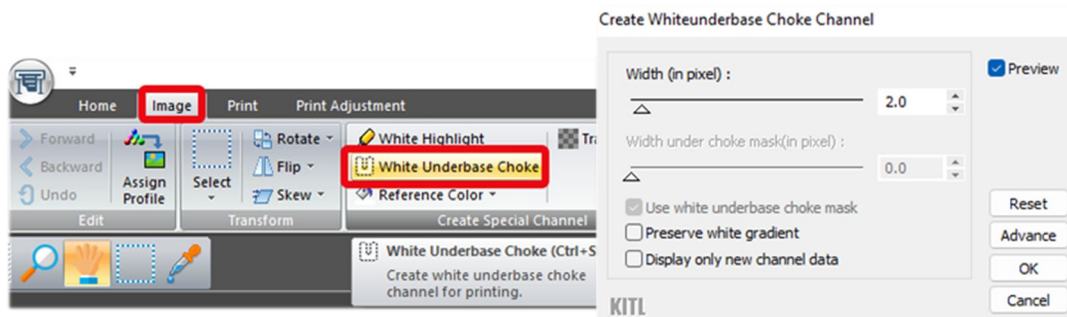 Home Image Print Print Adjustment
Forward
Backward
Undo
Assign
Profile
Edit
Select
Rotate
Flip
Skew
Transform
White Highlight
White Underbase Choke
Reference Color
Create Special Channel
White Underbase Choke (Ctrl+S
Create white underbase choke
channel for printing.
Create Whiteunderbase Choke Channel
Width (in pixel) :
2.0
Width under choke mask(in pixel) :
0.0
Use white underbase choke mask
Preserve white gradient
Display only new channel data
KITL
Preview
Reset
Advance
OK
Cancel